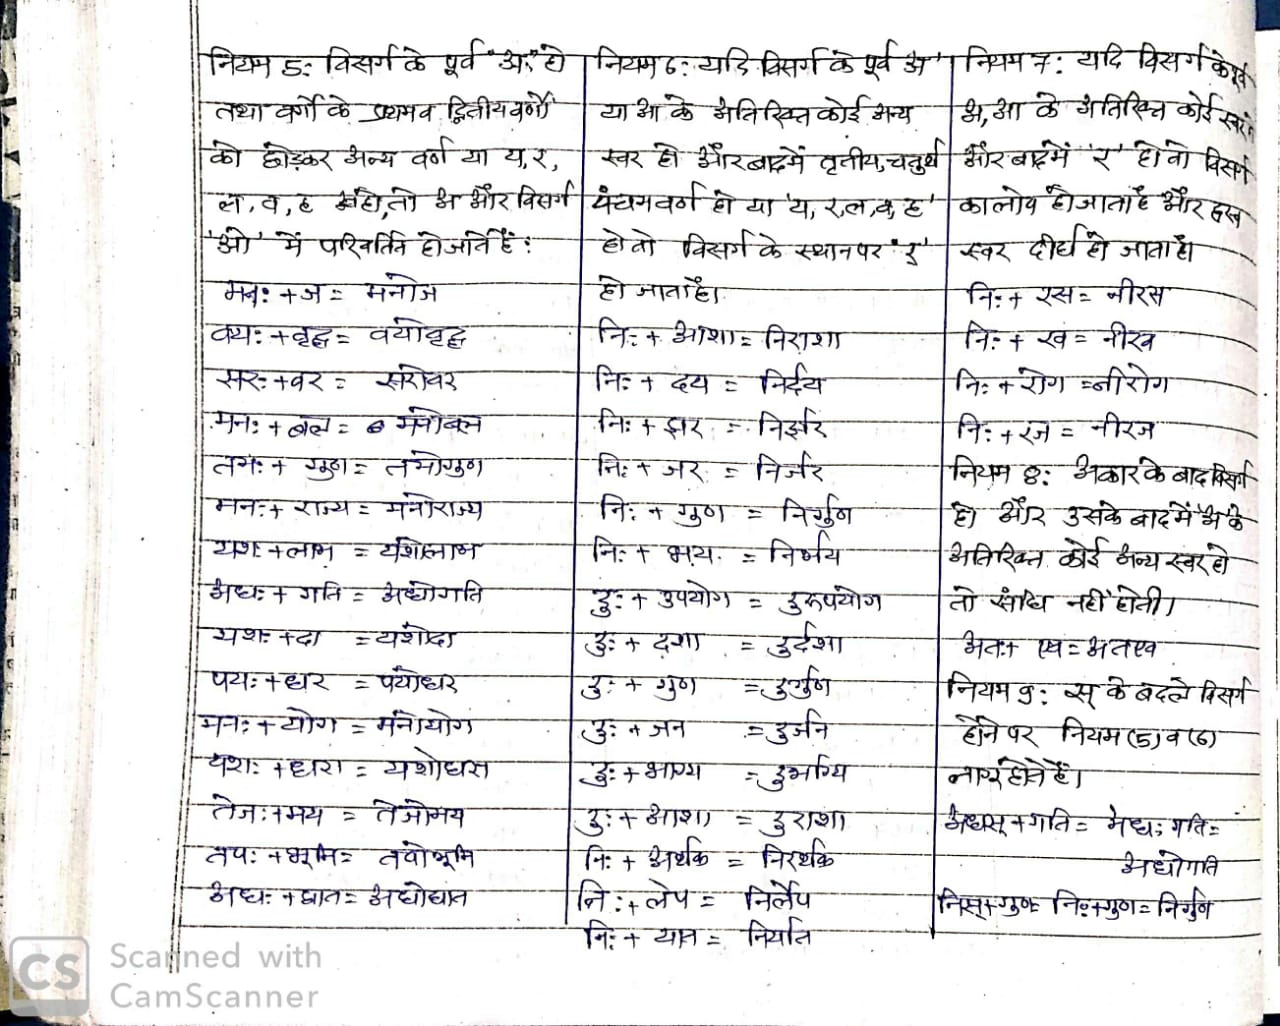 नियम 5: विसर्ग के पूर्व 'अ' हो
तथा वर्गो के प्रथम व द्वितीय वर्णो
को छोड़कर अन्य वर्ण या य, र,
ल, व, ह हो, तो अ और विसर्ग
'ओ' में परिवर्तित हो जाते हैं:
मनः + ज = मनोज
वयः + वृद्ध = वयोवृद्ध
सरः + वर = सरोवर
मनः + बल = मनोबल
तमः + गुण = तमोगुण
मनः + राज्य = मनोराज्य
यशः + लाभ = यशोलाभ
अधः + गति = अधोगति
यशः + दा = यशोदा
पयः + धर = पयोधर
मनः + योग = मनोयोग
यशः + धरा = यशोधरा
तेजः + मय = तेजोमय
तपः + भूमि = तपोभूमि
अधः + घात = अधोघात
नियम 6: यदि विसर्ग के पूर्व अ'
या आ के अतिरिक्त कोई अन्य
स्वर हो और बाद में तृतीय, चतुर्थ
पंचम वर्ण हो या 'य, र, ल, व, ह'
हो तो विसर्ग के स्थान पर 'र्'
हो जाता है।
निः + आशा = निराशा
निः + दय = निर्दय
निः + झर = निर्झर
निः + जर = निर्जर
निः + गुण = निर्गुण
निः + भय = निर्भय
दुः + उपयोग = दुरुपयोग
दुः + दशा = दुर्दशा
दुः + गुण = दुर्गुण
दुः + जन = दुर्जन
दुः + भाग्य = दुर्भाग्य
दुः + आशा = दुराशा
निः + अर्थक = निरर्थक
निः + लेप = निर्लेप
निः + यात = निर्यात
नियम 7: यदि विसर्ग के पूर्व
अ, आ के अतिरिक्त कोई स्वर
और बाद में 'र' हो तो विसर्ग
का लोप हो जाता है और ह्रस्व
स्वर दीर्घ हो जाता है।
निः + रस = नीरस
निः + रव = नीरव
निः + रोग = नीरोग
निः + रज = नीरज
नियम 8: अकार के बाद विसर्ग
हो और उसके बाद में 'अ' के
अतिरिक्त कोई अन्य स्वर हो
तो संधि नहीं होती।
अतः + एव = अतएव
नियम 9: स् के बदले विसर्ग
होने पर नियम (5) व (6)
लागू होते हैं।
अधस् + गति = अधः गति =
अधोगति
निस् + गुण = निः + गुण = निर्गुण
CS
Scanned with
CamScanner